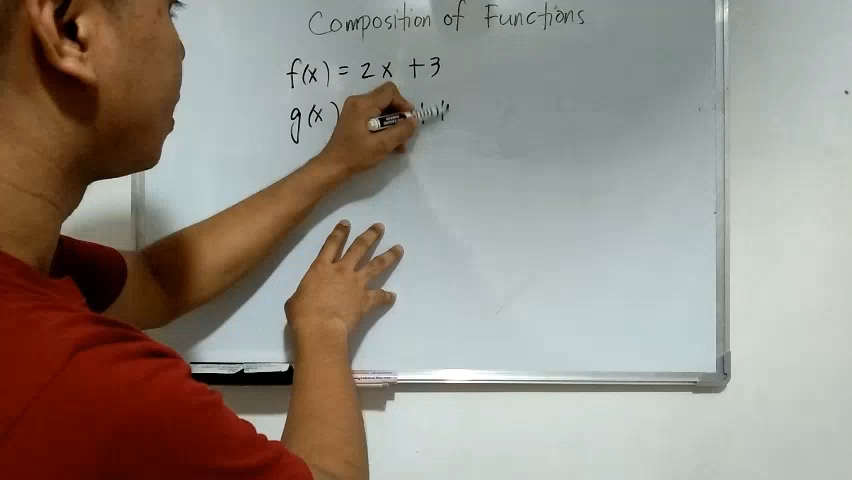 Composition of Functions
f(x) = 2x + 3
g(x)